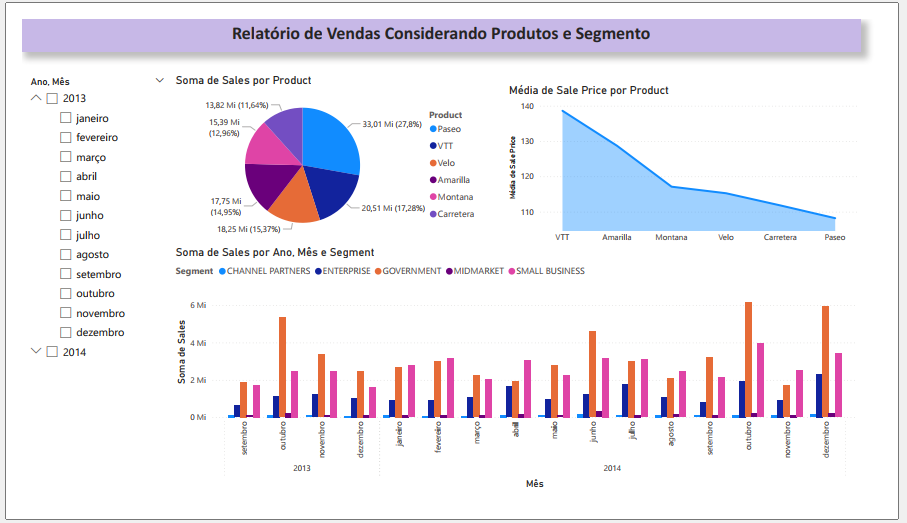 Relatório de Vendas Considerando Produtos e Segmento
Ano, Mês
2013
janeiro
fevereiro
março
abril
maio
junho
julho
agosto
setembro
outubro
novembro
dezembro
2014
Soma de Sales por Product
13,82 Mi (11,64%)
15,39 Mi
(12,96%)
17,75 Mi
(14,95%)
18,25 Mi (15,37%)
33,01 Mi (27,8%)
20,51 Mi (17,28%)
Product
Paseo
VTT
Velo
Amarilla
Montana
Carretera
Média de Sale Price por Product
Média de Sale Price
140
130
120
110
VTT Amarilla Montana Velo Carretera Paseo
Soma de Sales por Ano, Mês e Segment
Segment CHANNEL PARTNERS ENTERPRISE GOVERNMENT MIDMARKET SMALL BUSINESS
Soma de Sales
6 Mi
4 Mi
2 Mi
0 Mi
setembro outubro novembro dezembro janeiro fevereiro março abril maio junho julho agosto setembro outubro novembro dezembro
2013 2014
Mês